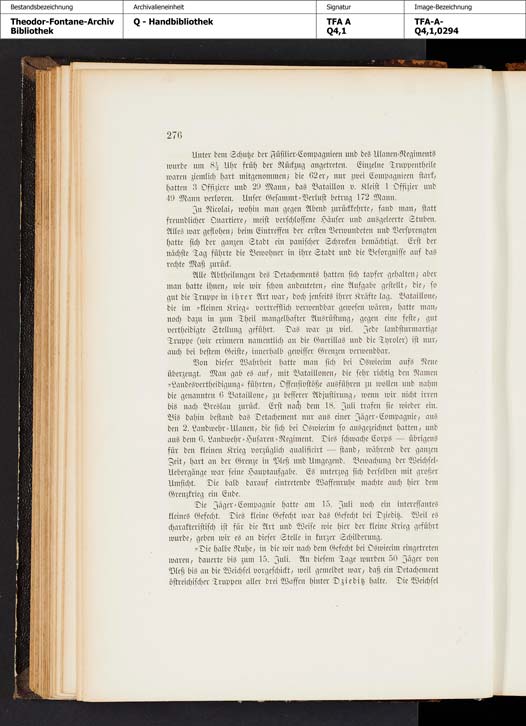 Bestandsbezeichnung
Archivalieneinheit
Signatur
Image-Bezeichnung
Theodor-Fontane-Archiv
Bibliothek
Q - Handbibliothek
TFA A
Q4,1
TFA-A-
Q4,1,0294
276
Unter dem Schutze der Füsilier-Compagnieen und des Ulanen-Regiments
wurde um 8½ Uhr früh der Rückzug angetreten. Einzelne Truppentheile
waren ziemlich hart mitgenommen; die 62er, nur zwei Compagnieen stark,
hatten 3 Offiziere und 29 Mann, das Bataillon v. Kleist 1 Offizier und
49 Mann verloren. Unser Gesammt-Verlust betrug 172 Mann.
In Nicolai, wohin man gegen Abend zurückkehrte, fand man, statt
freundlicher Quartiere, meist verschlossene Häuser und ausgeleerte Stuben.
Alles war geflohen; beim Eintreffen der ersten Verwundeten und Versprengten
hatte sich der ganzen Stadt ein panischer Schrecken bemächtigt. Erst der
nächste Tag führte die Bewohner in ihre Stadt und die Besorgnisse auf das
rechte Maß zurück.
Alle Abtheilungen des Detachements hatten sich tapfer gehalten; aber
man hatte ihnen, wie wir schon andeuteten, eine Aufgabe gestellt, die, so
gut die Truppe in ihrer Art war, doch jenseits ihrer Kräfte lag. Bataillone,
die im »kleinen Krieg« vortrefflich verwendbar gewesen wären, hatte man,
noch dazu in zum Theil mangelhafter Ausrüstung, gegen eine feste, gut
vertheidigte Stellung geführt. Das war zu viel. Jede landsturmartige
Truppe (wir erinnern namentlich an die Guerillas und die Tyroler) ist nur,
auch bei bestem Geiste, innerhalb gewisser Grenzen verwendbar.
Von dieser Wahrheit hatte man sich bei Oswiecim aufs Neue
überzeugt. Man gab es auf, mit Bataillonen, die sehr richtig den Namen
»Landesvertheidigung« führten, Offensivstöße ausführen zu wollen und nahm
die genannten 6 Bataillone, zu besserer Adjustirung, wenn wir nicht irren
bis nach Breslau zurück. Erst nach dem 18. Juli trafen sie wieder ein.
Bis dahin bestand das Detachement nur aus einer Jäger-Compagnie, aus
den 2. Landwehr-Ulanen, die sich bei Oswiecim so ausgezeichnet hatten, und
aus dem 6. Landwehr-Husaren-Regiment. Dies schwache Corps — übrigens
für den kleinen Krieg vorzüglich qualificirt — stand, während der ganzen
Zeit, hart an der Grenze in Pleß und Umgegend. Bewachung der Weichsel-
Uebergänge war seine Hauptaufgabe. Es unterzog sich derselben mit großer
Umsicht. Die bald darauf eintretende Waffenruhe machte auch hier dem
Grenzkrieg ein Ende.
Die Jäger-Compagnie hatte am 15. Juli noch ein interessantes
kleines Gefecht. Dies kleine Gefecht war das Gefecht bei Dzieditz. Weil es
charakteristisch ist für die Art und Weise wie hier der kleine Krieg geführt
wurde, geben wir es an dieser Stelle in kurzer Schilderung.
»Die halbe Ruhe, in die wir nach dem Gefecht bei Oswiecim eingetreten
waren, dauerte bis zum 15. Juli. An diesem Tage wurden 50 Jäger von
Pleß bis an die Weichsel vorgeschickt, weil gemeldet war, daß ein Detachement
östreichischer Truppen aller drei Waffen hinter Dzieditz halte. Die Weichsel